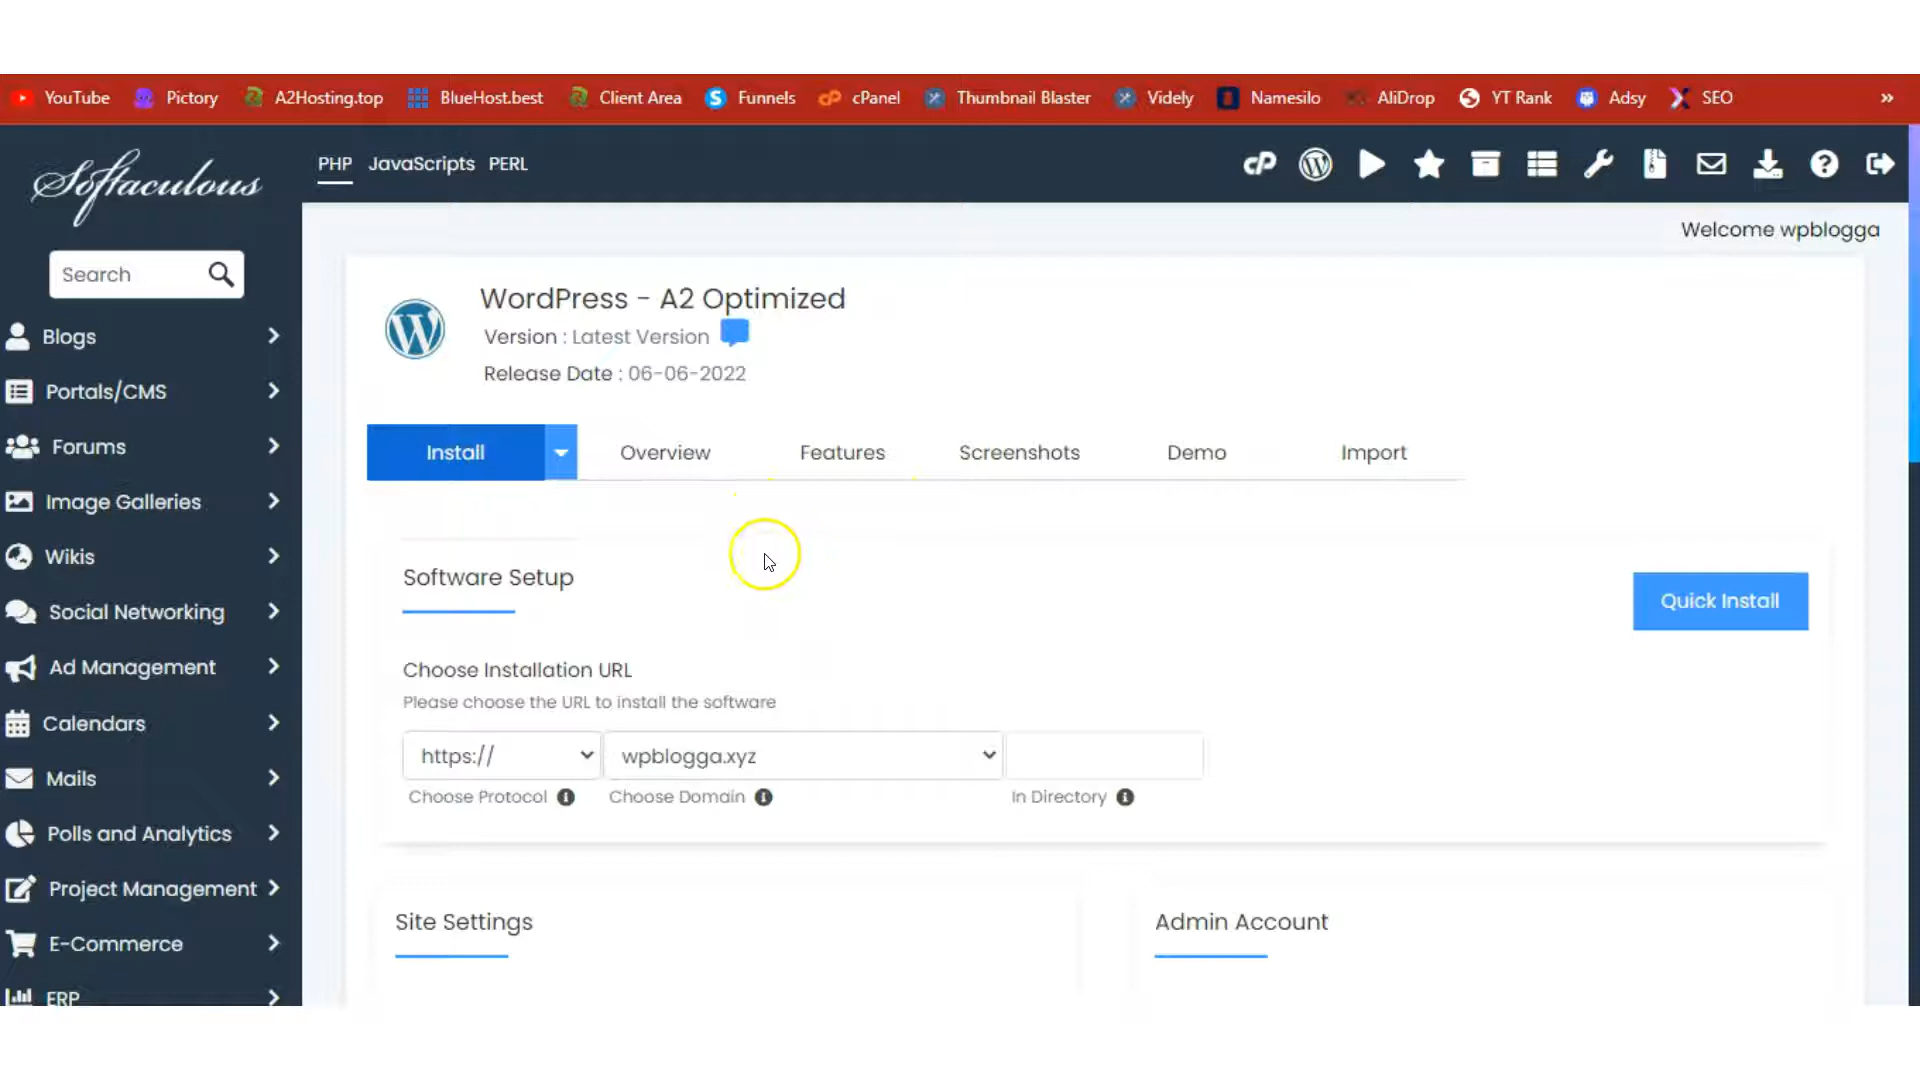 YouTube Pictory A2Hosting.top BlueHost.best Client Area Funnels cPanel Thumbnail Blaster Videly Namesilo AliDrop YT Rank Adsy SEO »
Softaculous
PHP JavaScripts PERL
Welcome wpblogga
Search
Blogs
Portals/CMS
Forums
Image Galleries
Wikis
Social Networking
Ad Management
Calendars
Mails
Polls and Analytics
Project Management
E-Commerce
ERP
WordPress - A2 Optimized
Version : Latest Version
Release Date : 06-06-2022
Install Overview Features Screenshots Demo Import
Software Setup
Quick Install
Choose Installation URL
Please choose the URL to install the software
https:// wpblogga.xyz
Choose Protocol Choose Domain In Directory
Site Settings Admin Account